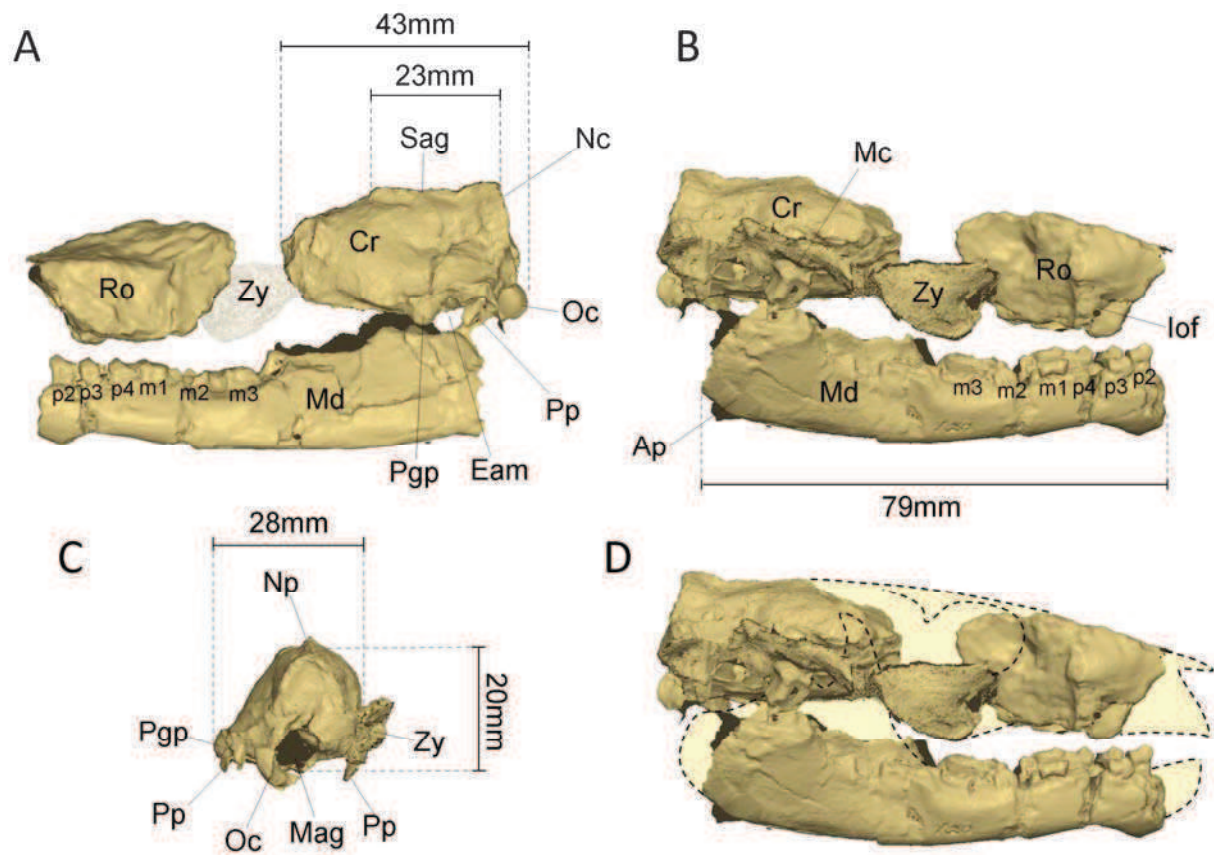 A
43mm
23mm
Sag
Nc
Cr
Ro
Zy
Oc
p2 p3 p4 m1 m2 m3
Md
Pp
Pgp
Eam
B
Mc
Cr
Ro
Zy
Iof
m3 m2 m1 p4 p3 p2
Md
Ap
79mm
C
28mm
Np
20mm
Pgp
Zy
Pp
Oc
Mag
Pp
D